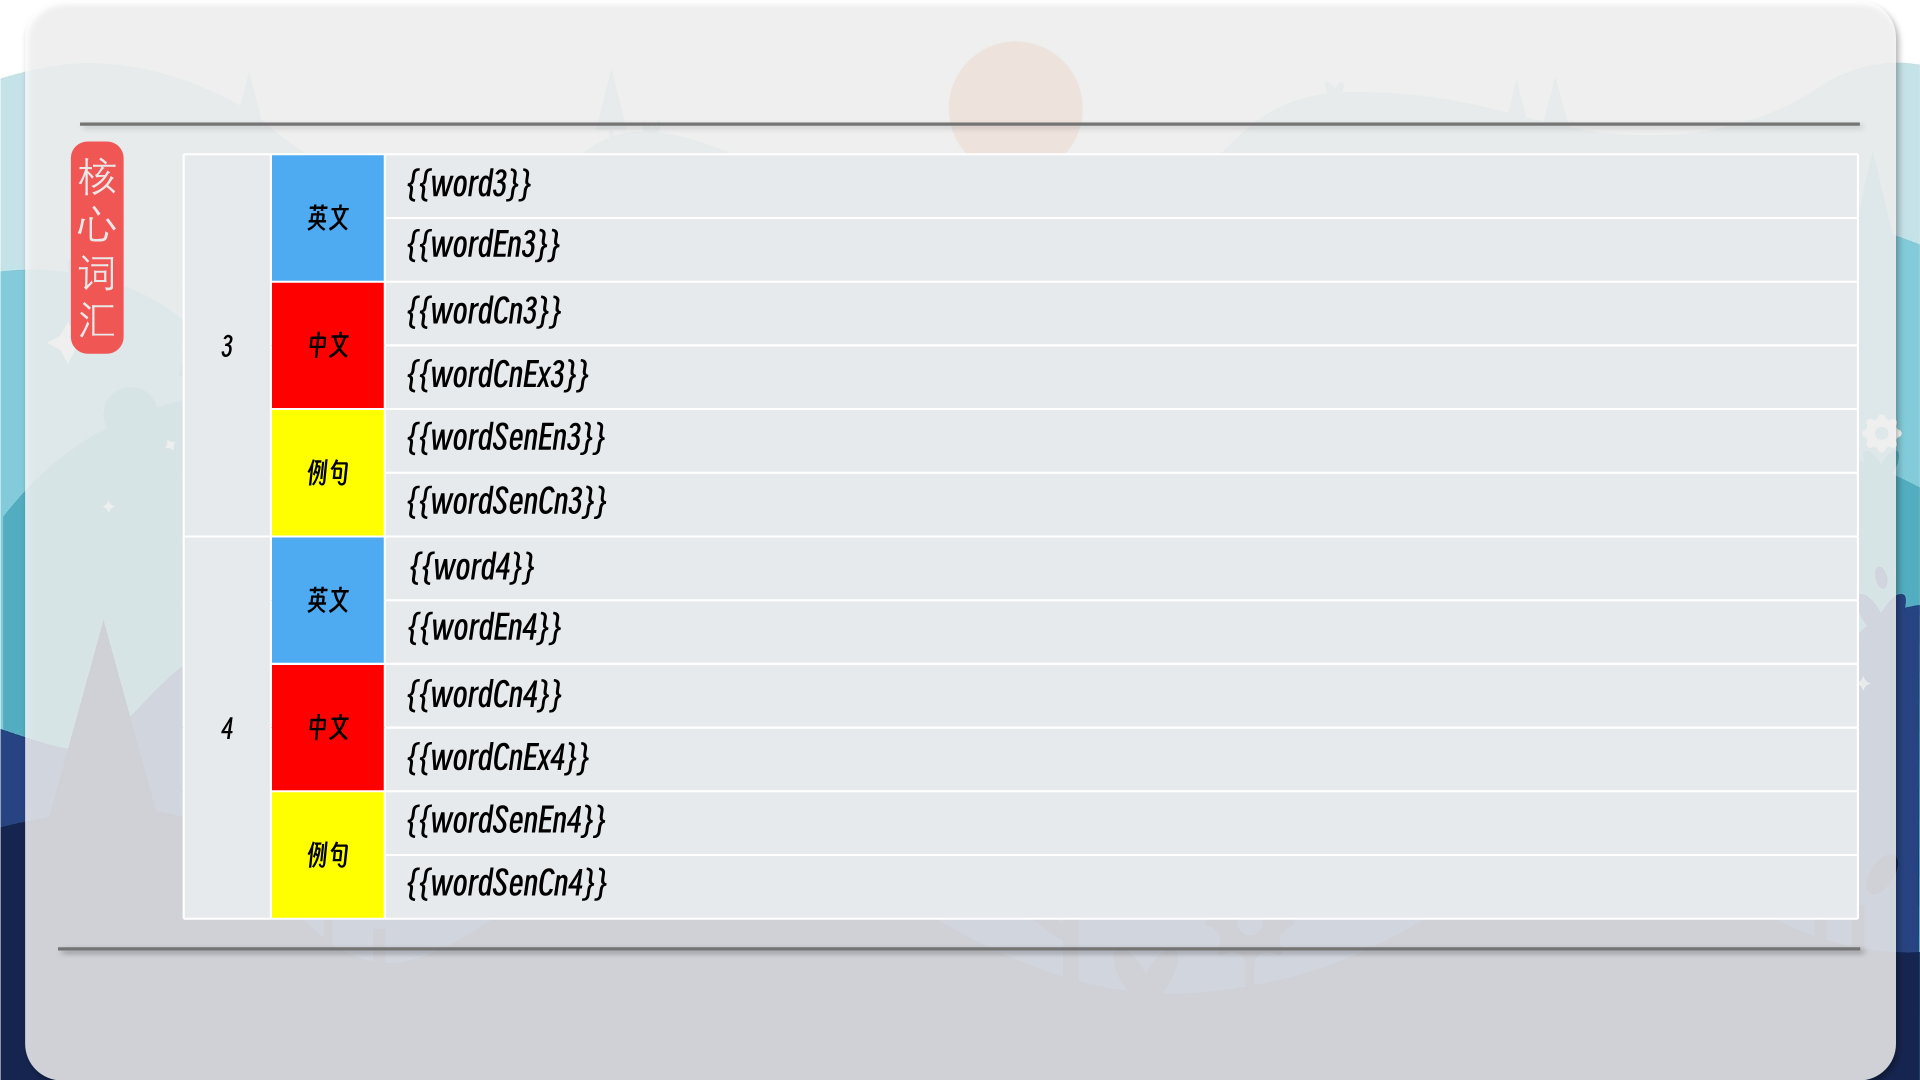 核
心
词
汇
3
英文
{{word3}}
{{wordEn3}}
中文
{{wordCn3}}
{{wordCnEx3}}
例句
{{wordSenEn3}}
{{wordSenCn3}}
4
英文
{{word4}}
{{wordEn4}}
中文
{{wordCn4}}
{{wordCnEx4}}
例句
{{wordSenEn4}}
{{wordSenCn4}}